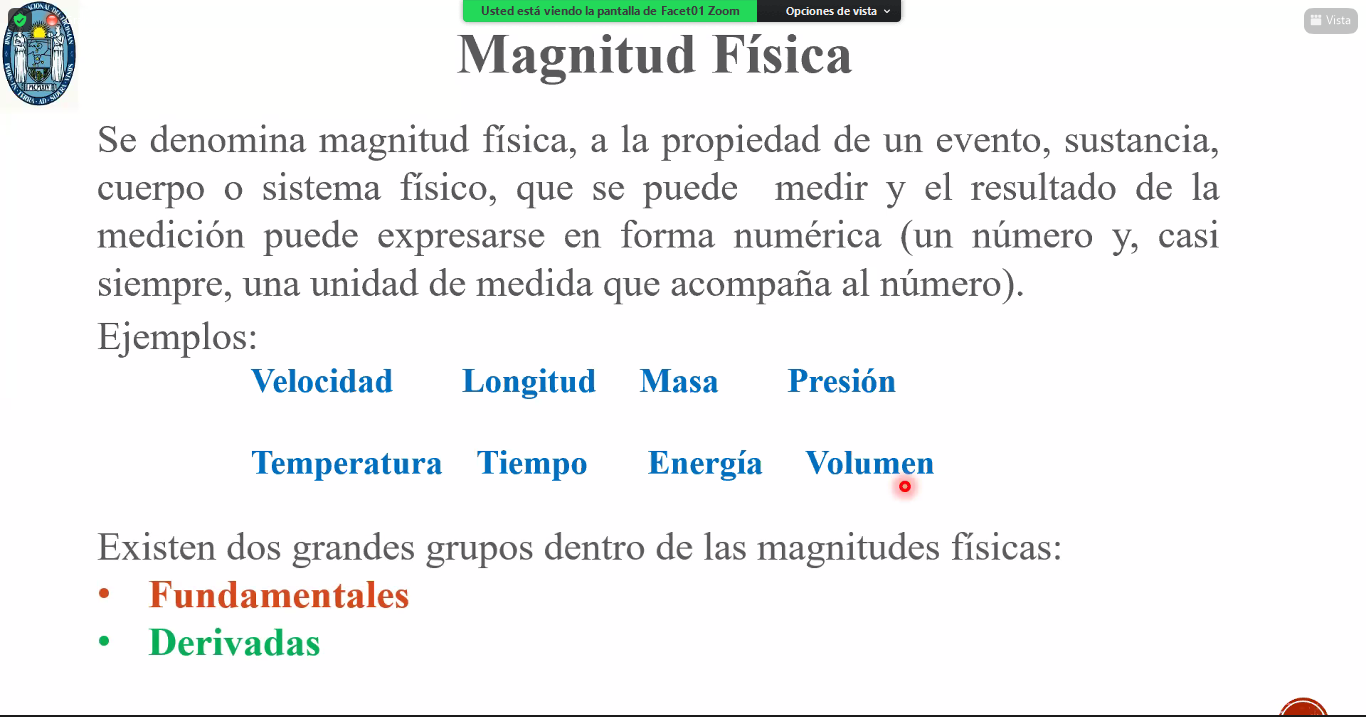 Usted está viendo la pantalla de Facet01 Zoom Opciones de vista
Vista
Magnitud Física
Se denomina magnitud física, a la propiedad de un evento, sustancia,
cuerpo o sistema físico, que se puede medir y el resultado de la
medición puede expresarse en forma numérica (un número y, casi
siempre, una unidad de medida que acompaña al número).
Ejemplos:
Velocidad Longitud Masa Presión
Temperatura Tiempo Energía Volumen
Existen dos grandes grupos dentro de las magnitudes físicas:
• Fundamentales
• Derivadas